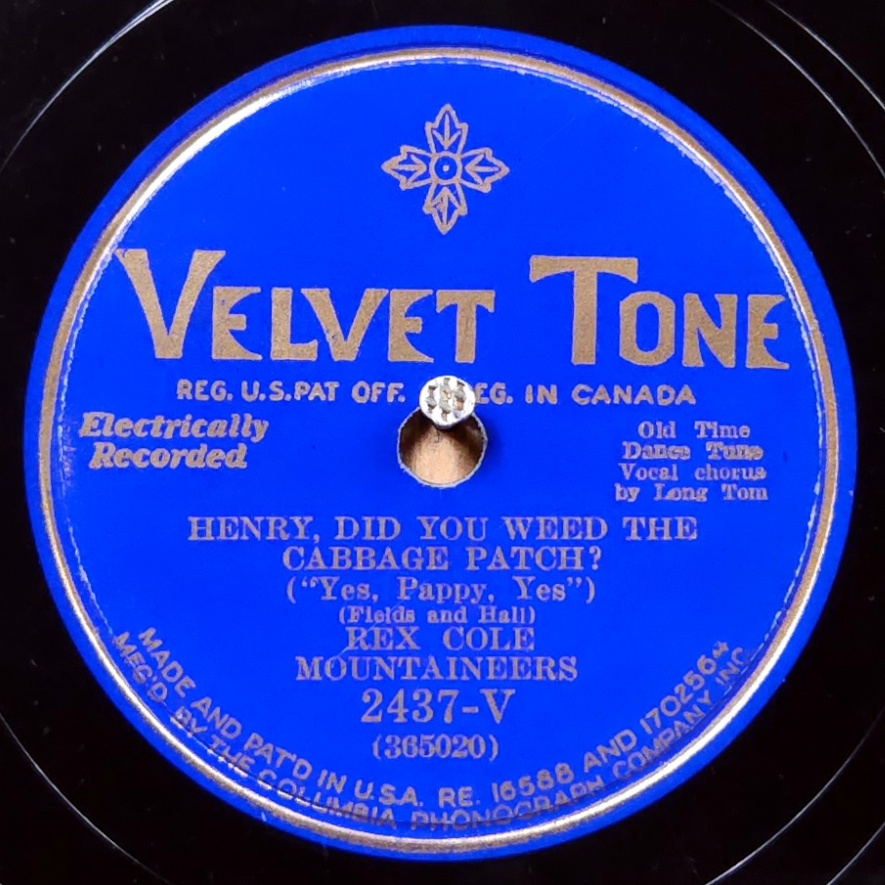 VELVET TONE
REG. U.S.PAT OFF. EG. IN CANADA
Electrically
Recorded
Old Time
Dance Tune
Vocal chorus
by Long Tom
HENRY, DID YOU WEED THE
CABBAGE PATCH?
("Yes, Pappy, Yes")
(Fields and Hall)
REX COLE
MOUNTAINEERS
2437-V
(365020)
MADE AND PAT'D IN U.S.A. RE. 16588 AND 1702564
MFG'D. BY THE COLUMBIA PHONOGRAPH COMPANY INC.